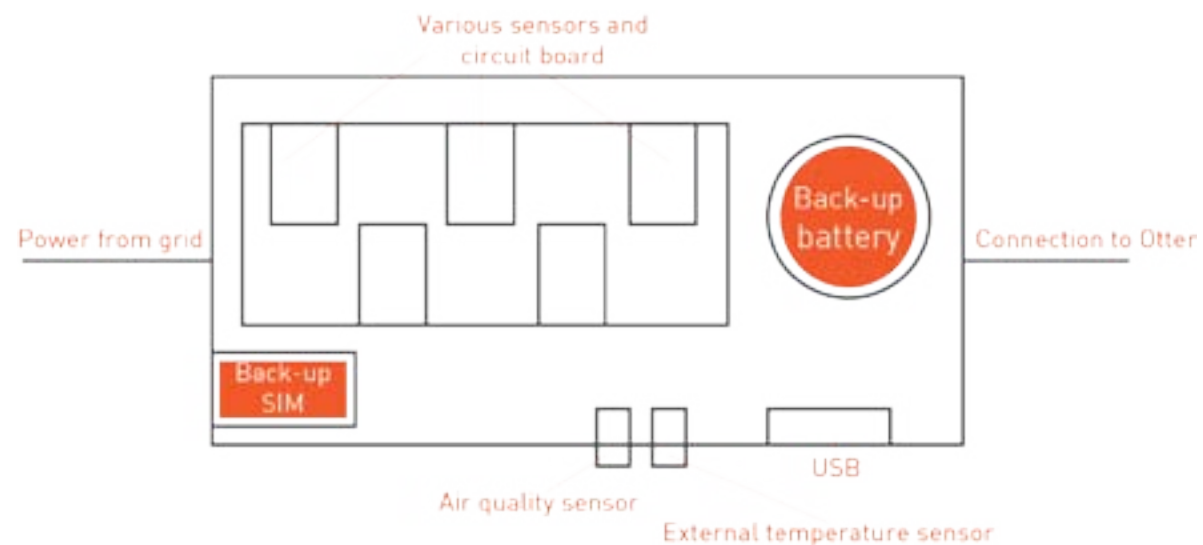 Various sensors and
circuit board
Back-up
battery
Power from grid
Connection to Otter
Back-up
SIM
USB
Air quality sensor
External temperature sensor